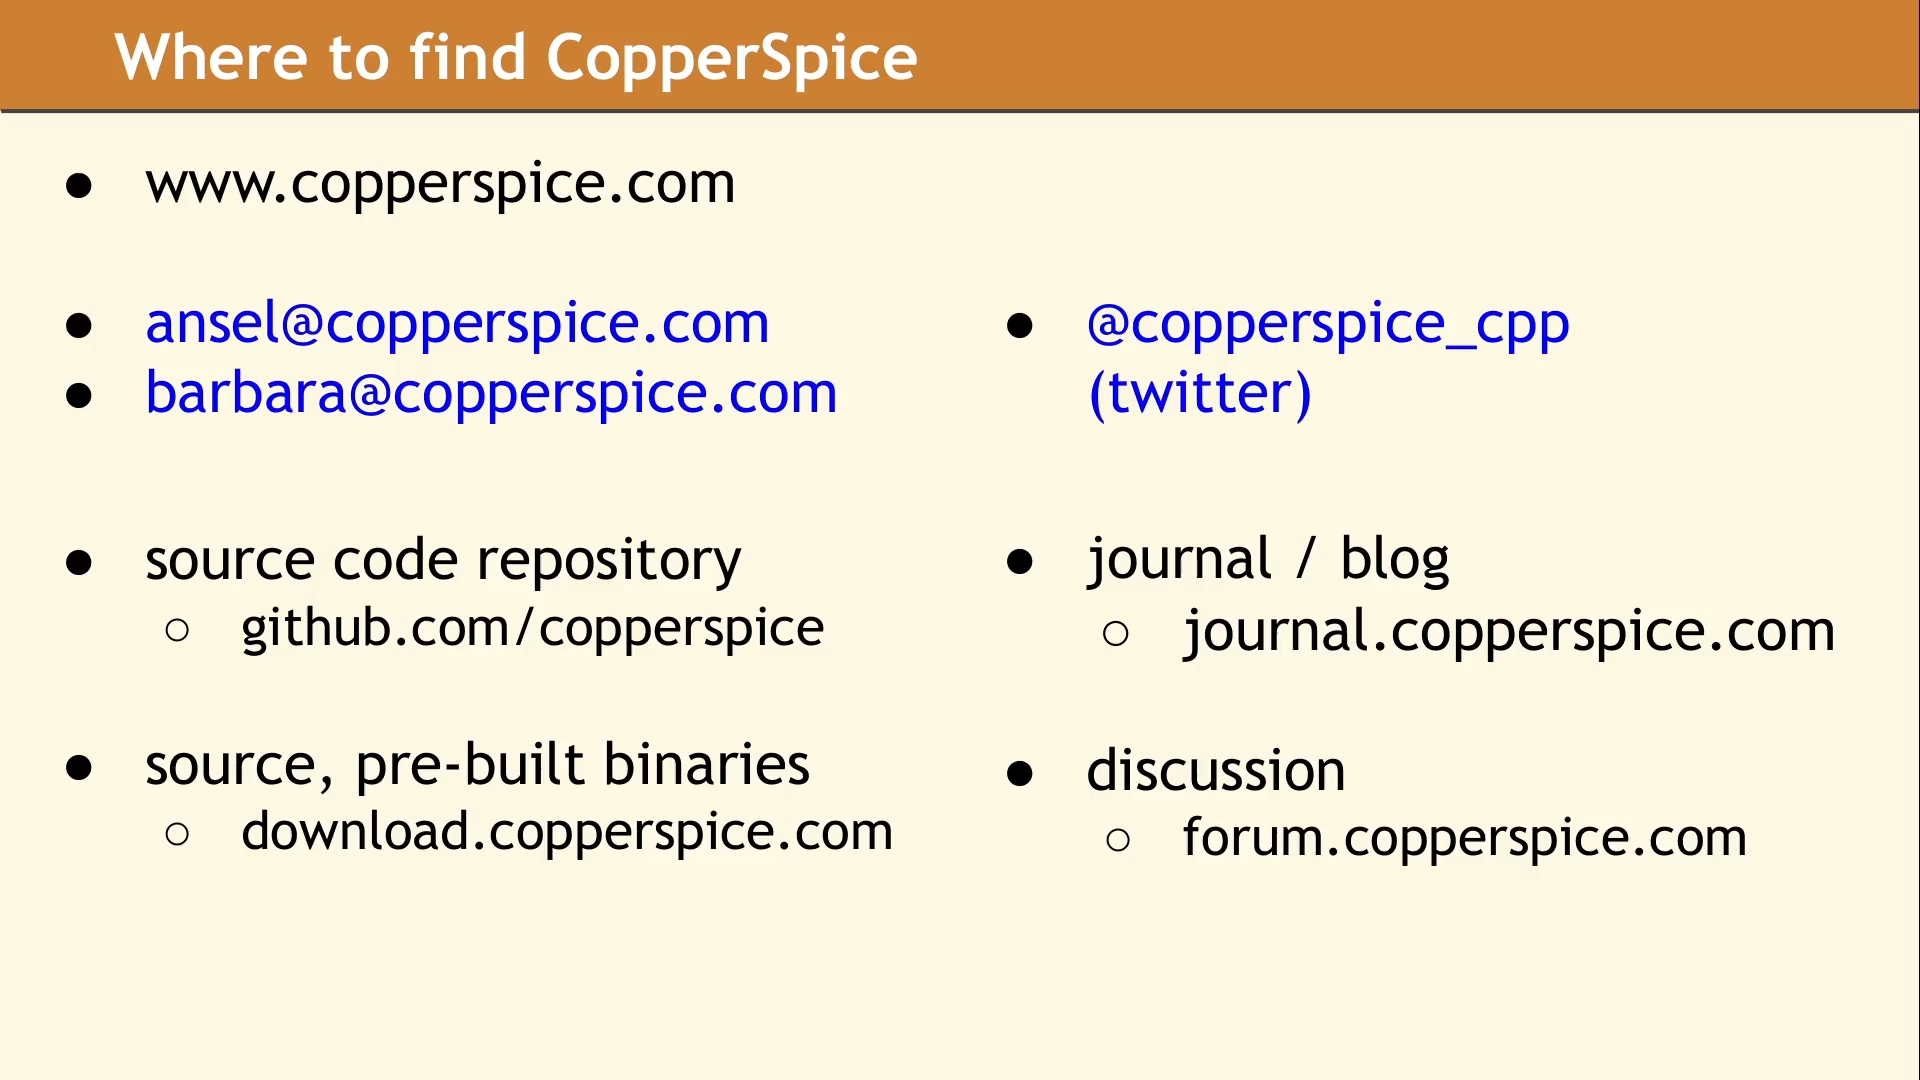 Where to find CopperSpice
● www.copperspice.com
● ansel@copperspice.com
● barbara@copperspice.com
● source code repository
○ github.com/copperspice
● source, pre-built binaries
○ download.copperspice.com
● @copperspice_cpp
(twitter)
● journal / blog
○ journal.copperspice.com
● discussion
○ forum.copperspice.com